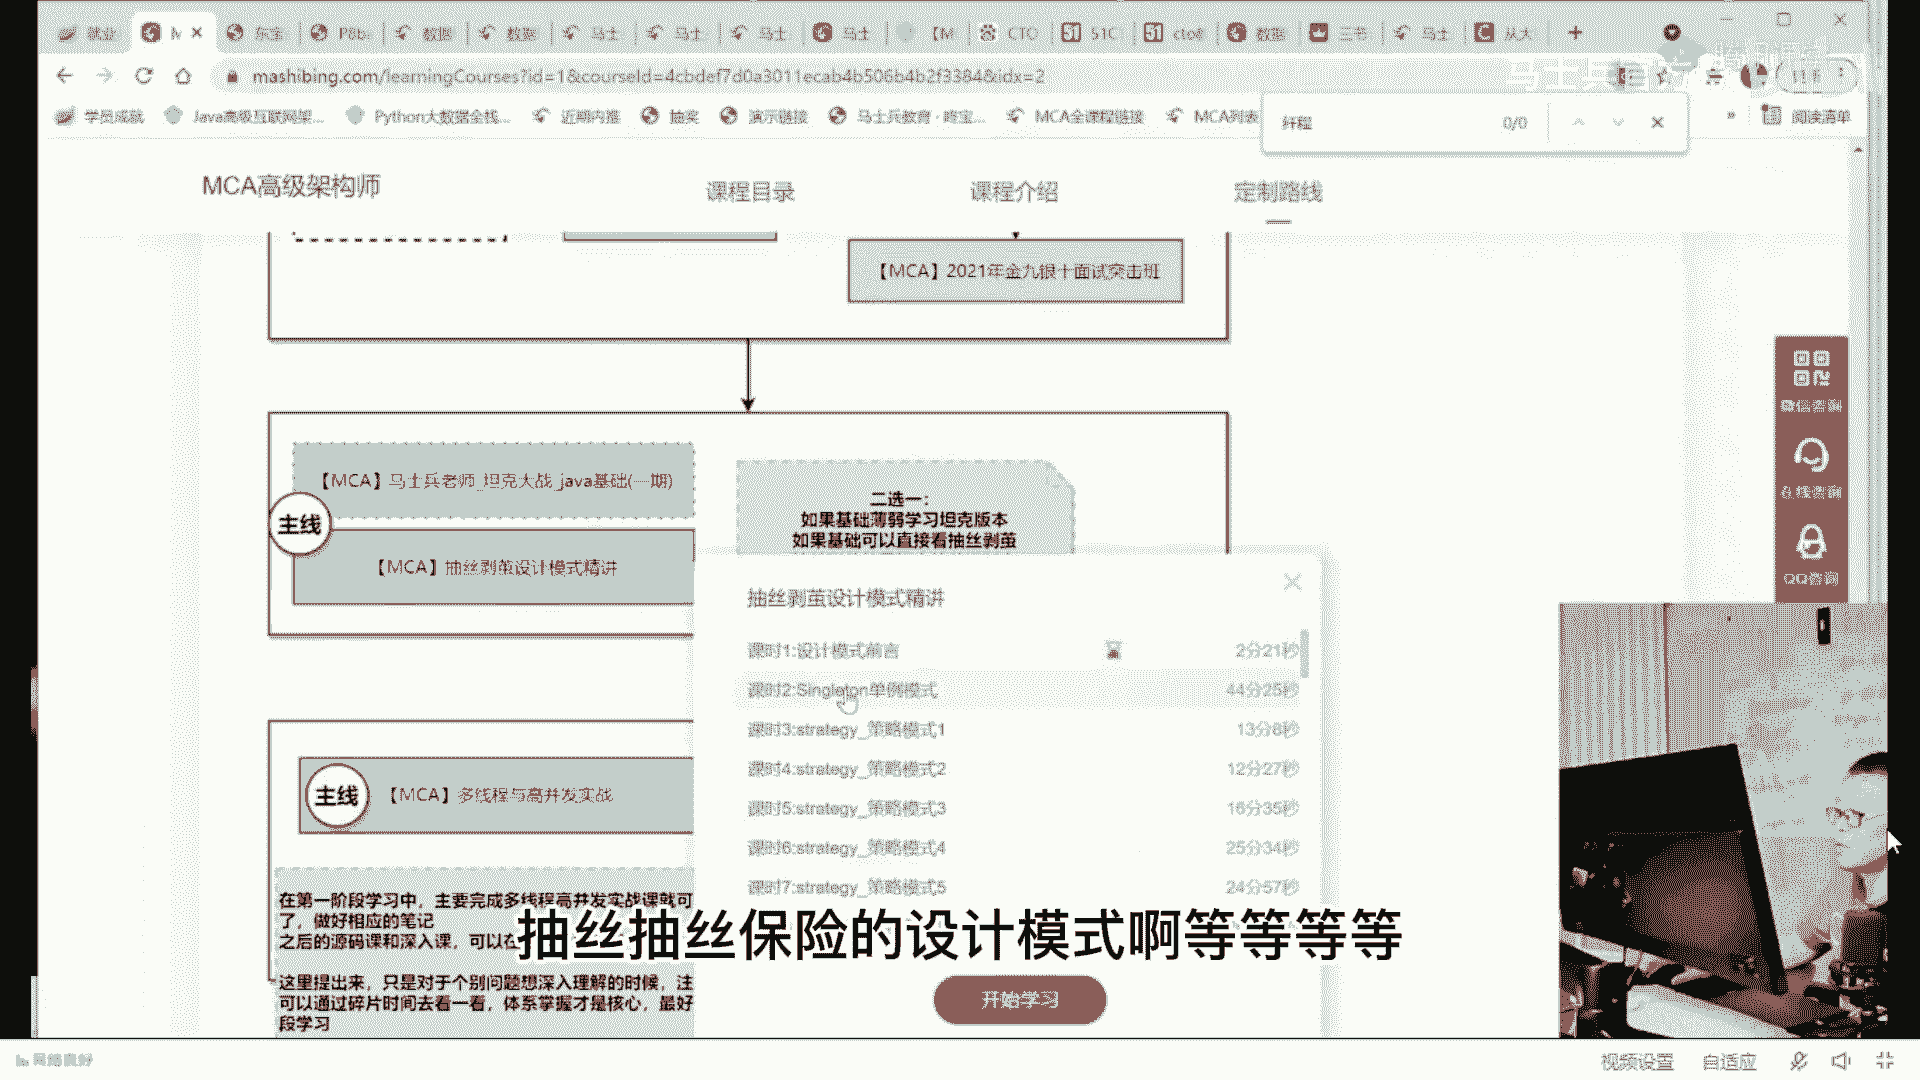 就业
东宝
P8b
数据
数据
马士
马士
马士
马士
【M
CTO
51C
cto8
数据
三节
马士
从大
mashibing.com/learningCourses?id=1&courseId=4cbdef7d0a3011ecab4b506b4b2f3384&idx=2
学员成就
Java高级互联网架...
Python大数据全栈...
近期内推
抽奖
演示链接
MCA全课程链接
MCA列表
阅读清单
纤程
0/0
MCA高级架构师
课程目录
课程介绍
定制路线
【MCA】2021年金九银十面试突击班
【MCA】马士兵老师_坦克大战_java基础(一期)
主线
【MCA】抽丝剥茧设计模式精讲
二选一：
如果基础薄弱学习坦克版本
如果基础可以直接看抽丝剥茧
抽丝剥茧设计模式精讲
课时1:设计模式前言 2分21秒
课时2:Singleton单例模式 44分25秒
课时3:strategy_策略模式1 13分8秒
课时4:strategy_策略模式2 12分27秒
课时5:strategy_策略模式3 16分35秒
课时6:strategy_策略模式4 25分34秒
课时7:strategy_策略模式5 24分57秒
开始学习
主线
【MCA】多线程与高并发实战
在第一阶段学习中，主要完成多线程高并发实战课就可
了，做好相应的笔记
之后的源码课和深入课，可以在
这里提出来，只是对于个别问题想深入理解的时候，注
可以通过碎片时间去看一看，体系掌握才是核心，最好
段学习
微信咨询
在线咨询
QQ咨询
抽丝抽丝保险的设计模式啊等等等等
网络良好
视频设置
自适应